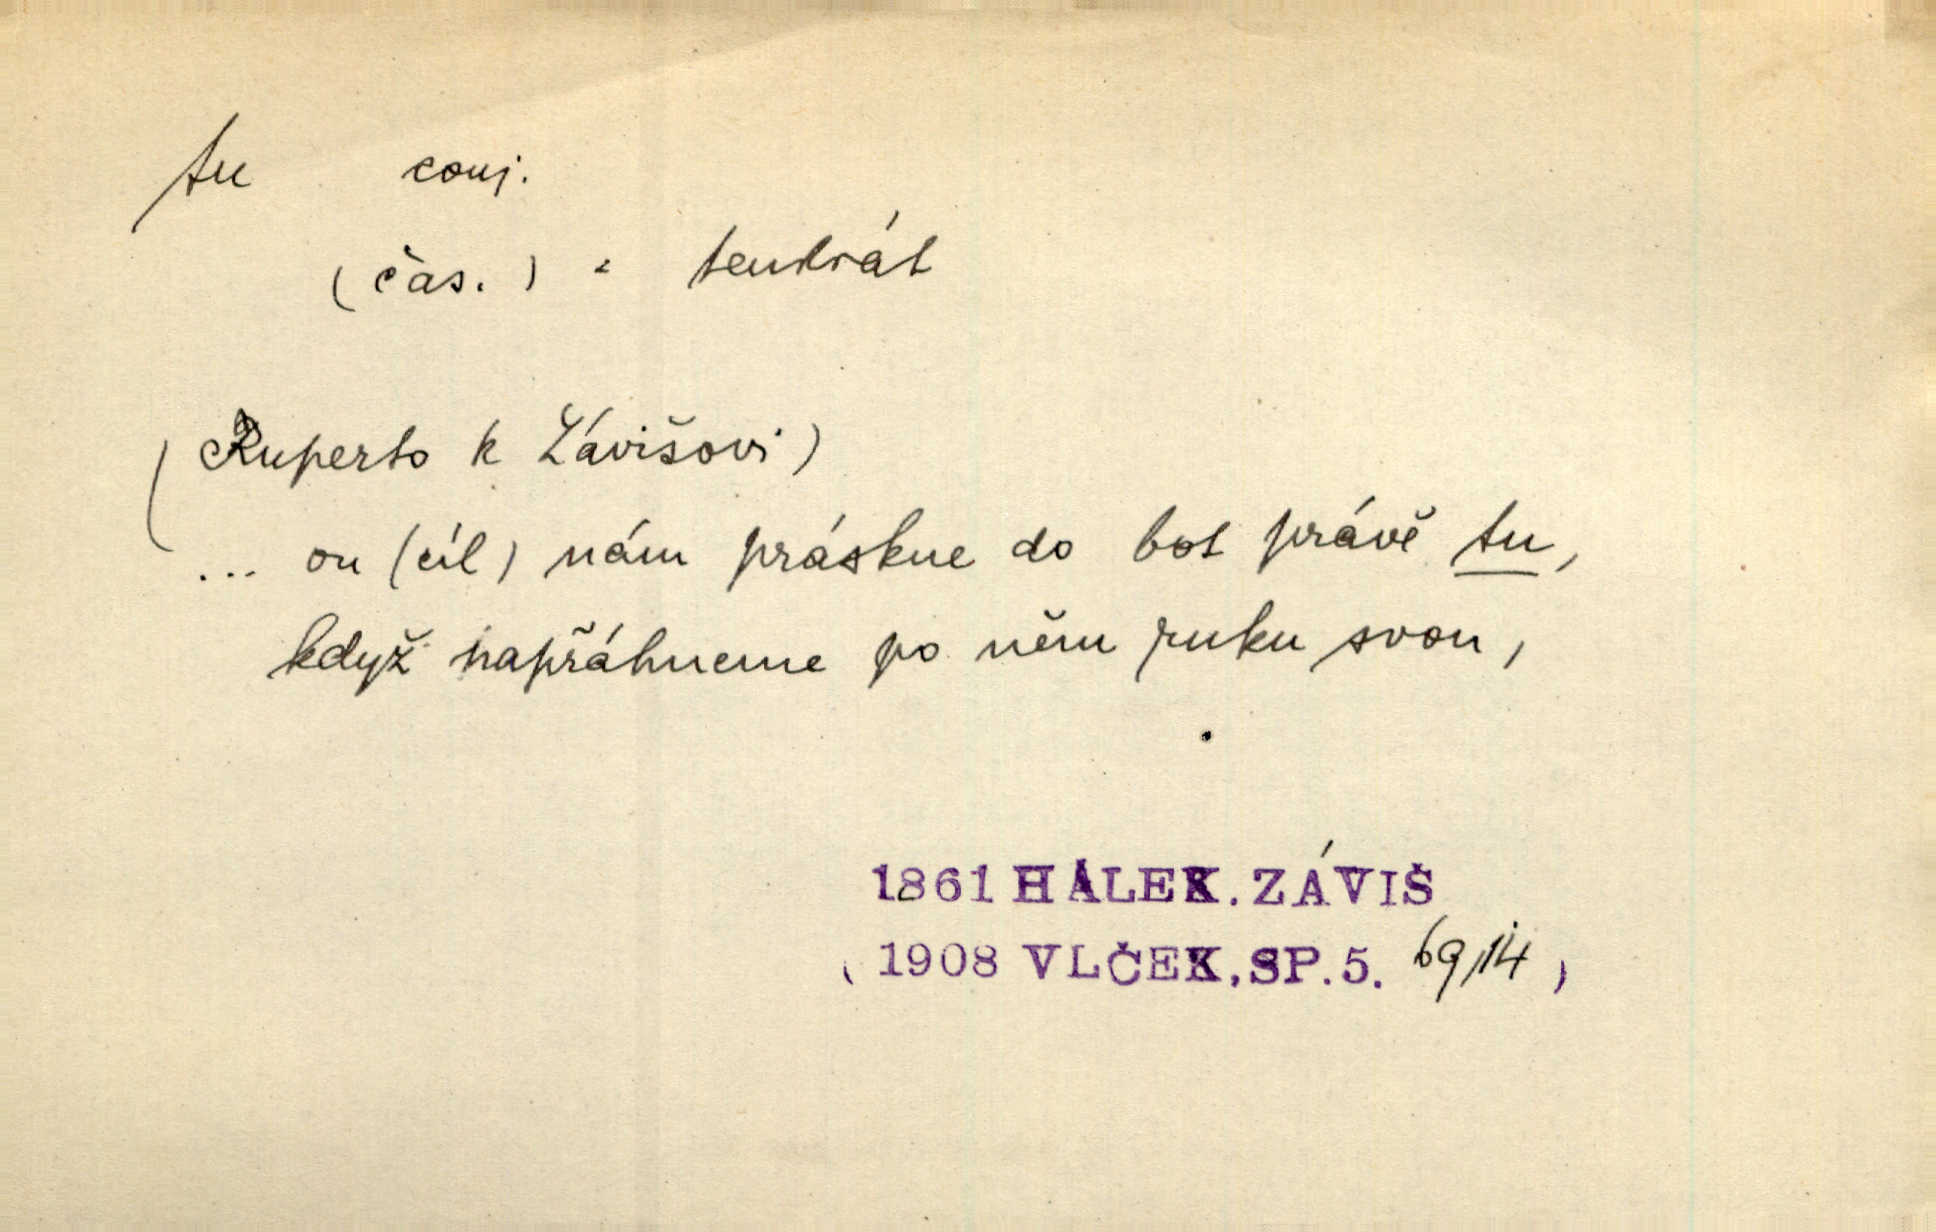 tu conj.
(čas.) = tenkrát
(Ruperto k Závišovi)
... on (cíl) nám práskne do bot právě tu,
když napřáhneme po něm ruku svou,
1861 HÁLEK. ZÁVIŠ
(1908 VLČEK, SP.5. 69,14)